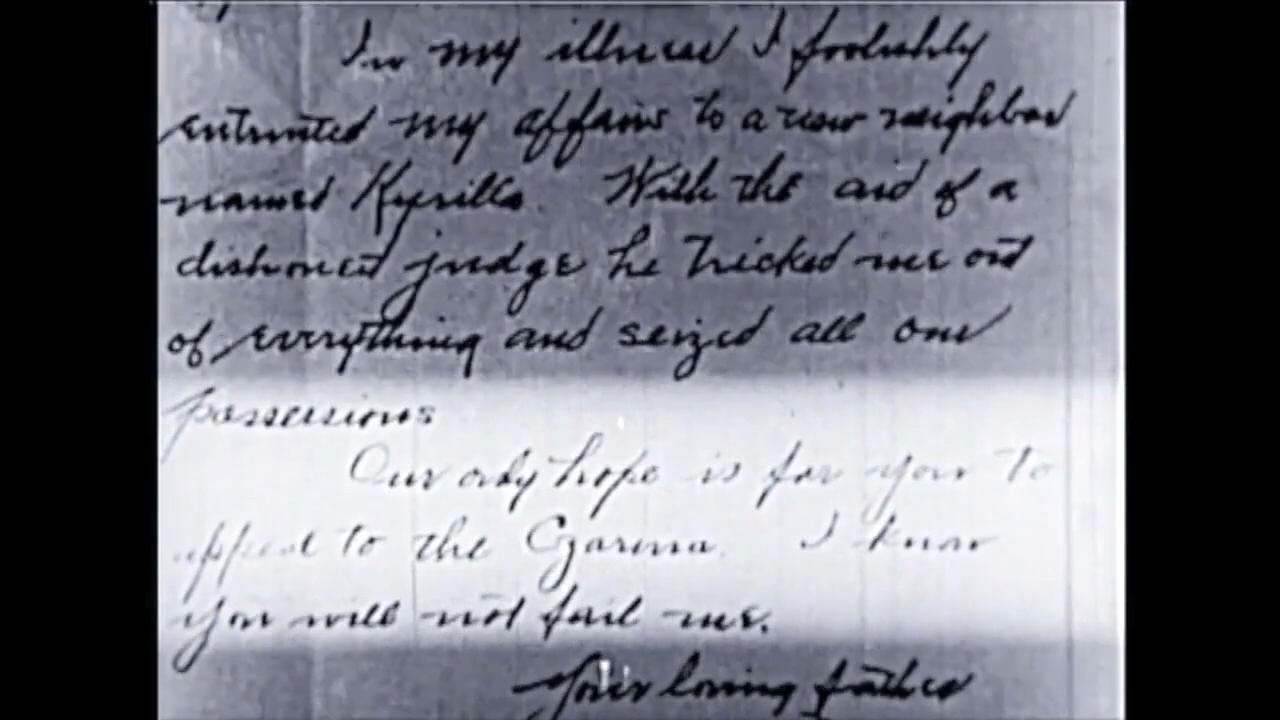 In my illness I foolishly
entrusted my affairs to a new neighbor
named Kyrilla. With the aid of a
dishonest judge he tricked me out
of everything and seized all our
possessions
Our only hope is for you to
appeal to the Czarina. I know
you will not fail me.
Your loving father